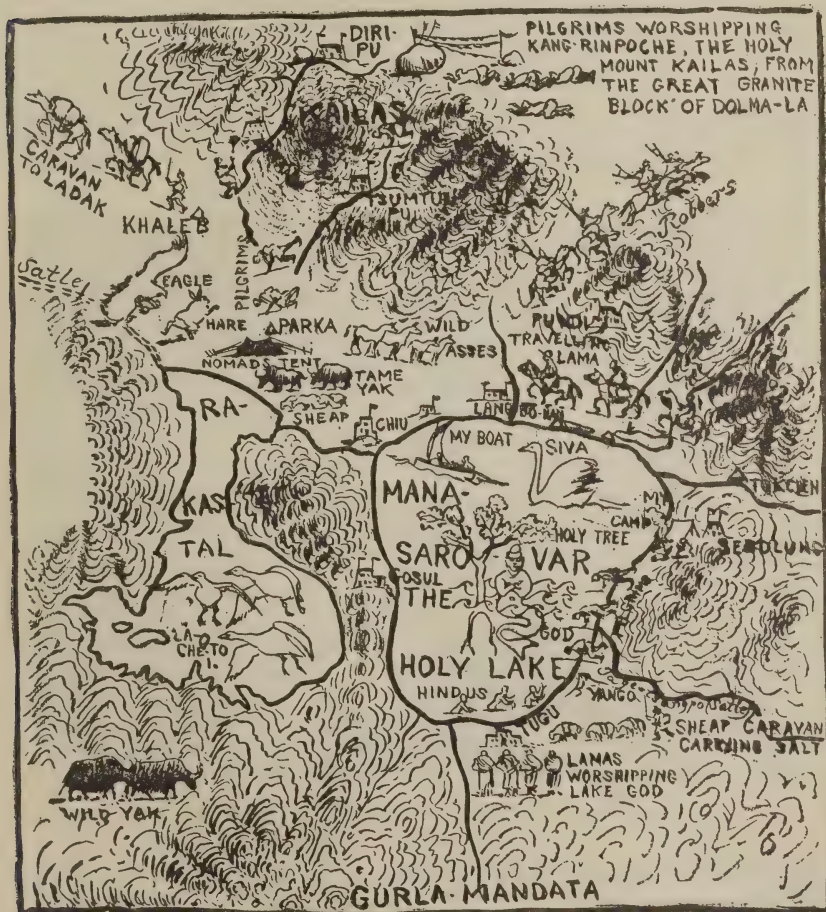 DIRI-
PU
PILGRIMS WORSHIPPING
KANG-RINPOCHE, THE HOLY
MOUNT KAILAS, FROM
THE GREAT GRANITE
BLOCK OF DOLMA-LA
KAILAS
CARAVAN
TO LADAK
TSUMTUL
PU
KHALEB
Robbers
Satlej
PILGRIMS
EAGLE
HARE
PARKA
WILD
ASSES
PUNDI
TRAVELLING
LAMA
NOMADS TENT
TAME
YAK
SHEAP
CHIU
LANG
RA-
KAS
TAL
MY BOAT
SIVA
MANA-
SARO
VAR
THE
HOLY LAKE
HOLY TREE
MY
CAMP
TUKCHEN
SEROLUNG
GOSUL
GOD
LA-
CHE-TO
I.
HINDUS
YANGO
TUGU
SHEAP CARAVAN
CARRYING SALT
LAMAS
WORSHIPPING
LAKE GOD
WILD YAK
GURLA-MANDATA